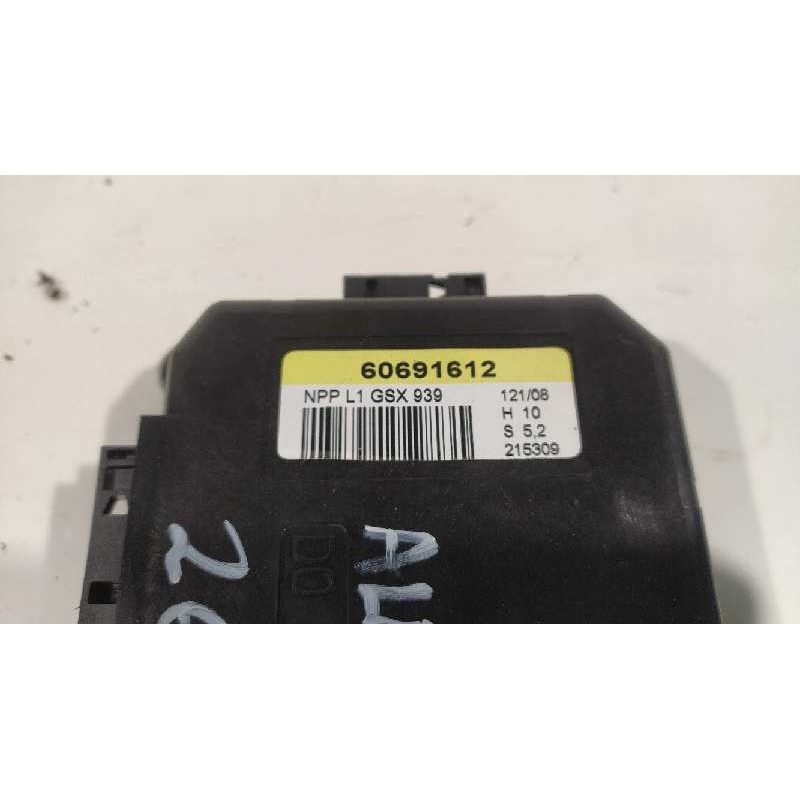 60691612
NPP L1 GSX 939
121/08
H 10
S 5,2
215309